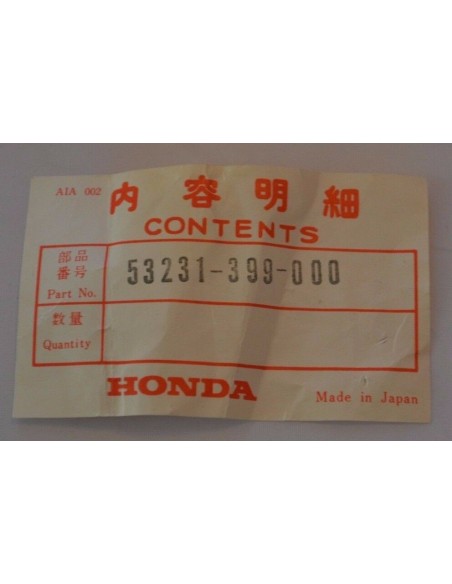 AIA 002
内容明細
CONTENTS
部品
番号
Part No.
53231-399-000
数量
Quantity
HONDA
Made in Japan